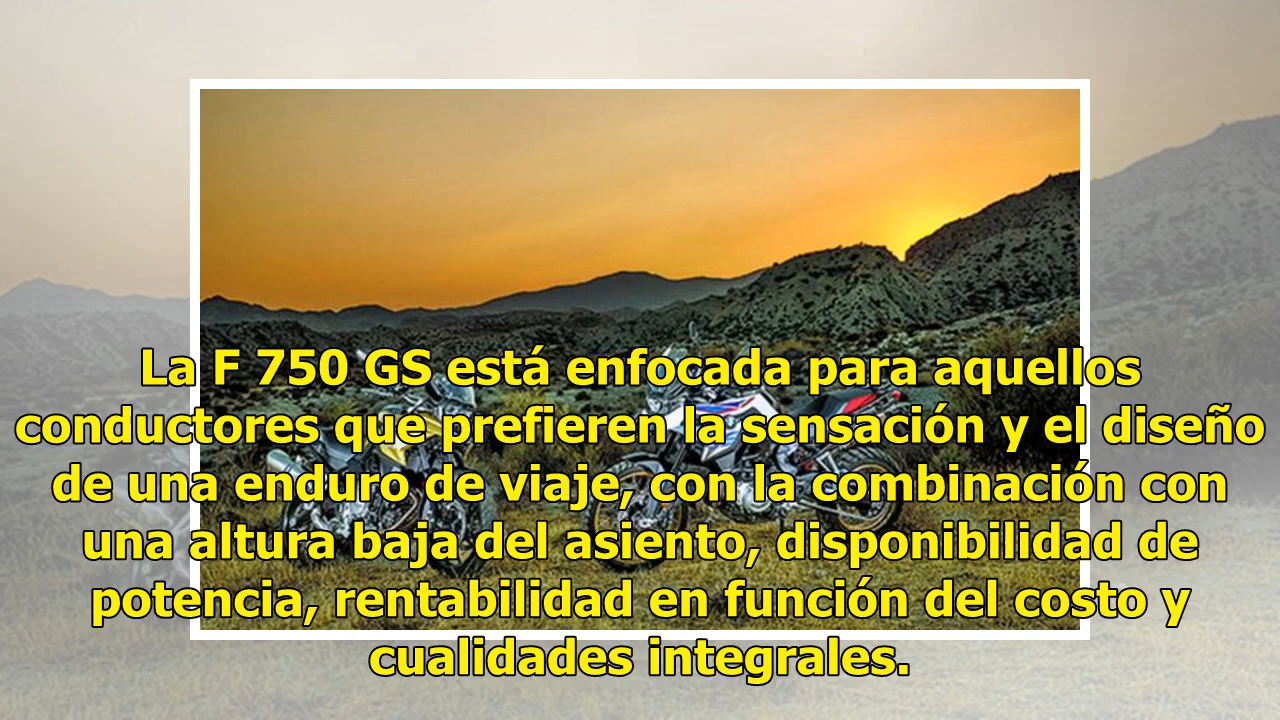 La F 750 GS está enfocada para aquellos
conductores que prefieren la sensación y el diseño
de una enduro de viaje, con la combinación con
una altura baja del asiento, disponibilidad de
potencia, rentabilidad en función del costo y
cualidades integrales.